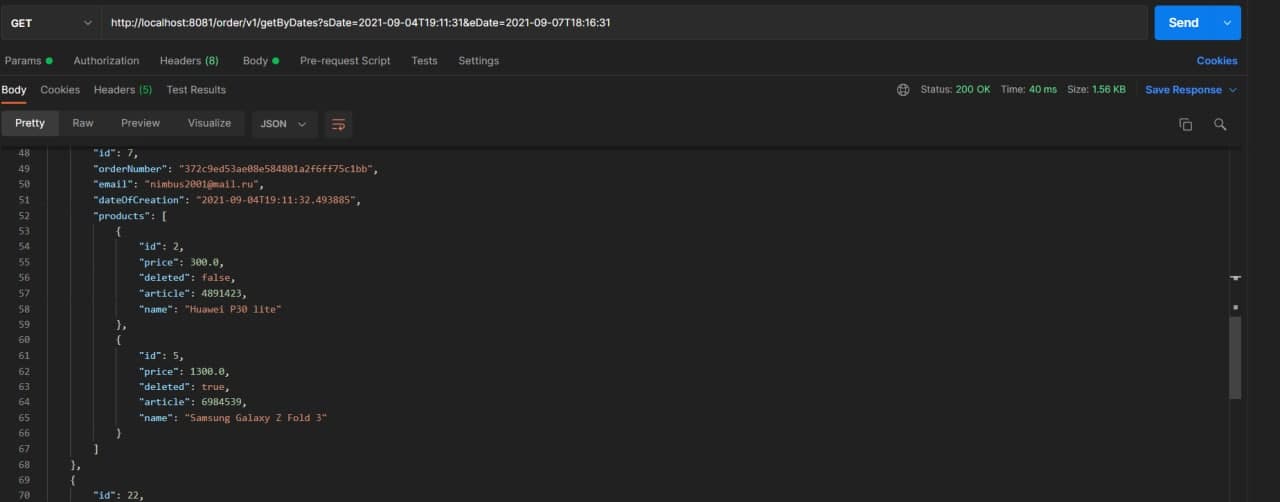 GET http://localhost:8081/order/v1/getByDates?sDate=2021-09-04T19:11:31&eDate=2021-09-07T18:16:31 Send
Params Authorization Headers (8) Body Pre-request Script Tests Settings Cookies
Body Cookies Headers (5) Test Results Status: 200 OK Time: 40 ms Size: 1.56 KB Save Response
Pretty Raw Preview Visualize JSON
48 "id": 7,
49 "orderNumber": "372c9ed53ae08e584801a2f6ff75c1bb",
50 "email": "nimbus2001@mail.ru",
51 "dateOfCreation": "2021-09-04T19:11:32.493885",
52 "products": [
53 {
54 "id": 2,
55 "price": 300.0,
56 "deleted": false,
57 "article": 4891423,
58 "name": "Huawei P30 lite"
59 },
60 {
61 "id": 5,
62 "price": 1300.0,
63 "deleted": true,
64 "article": 6984539,
65 "name": "Samsung Galaxy Z Fold 3"
66 }
67 ]
68 },
69 {
70 "id": 22,